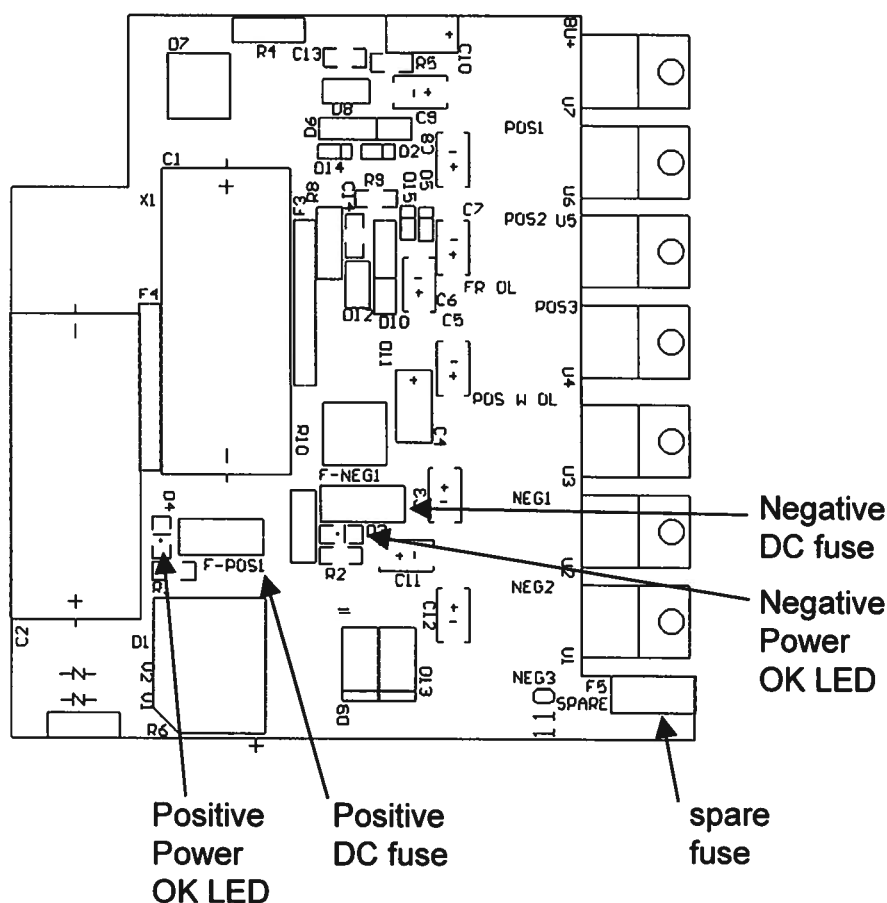 BU+
D7
R4
C13
R5
C10
U8
C9
U7
D6
POS1
C8
D14
D2
C1
R9
X1
F3
R8
C14
D15
D5
C7
U6
POS2
U5
FR OL
F4
C6
D12
D10
C5
POS3
D11
U4
POS W OL
R10
C4
U3
F-NEG1
C3
NEG1
D4
D3
Negative
DC fuse
F-POS1
R2
C11
U2
NEG2
Negative
Power
OK LED
C12
C2
D1
U1
D13
NEG3
F5
SPARE
V2
V1
D9
R6
110
Positive
Power
OK LED
Positive
DC fuse
spare
fuse